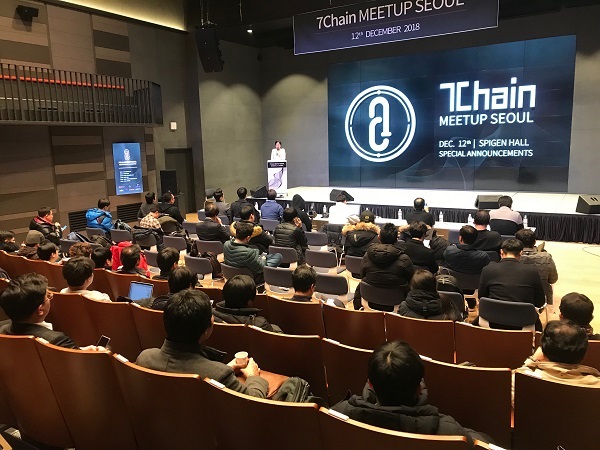 7Chain MEETUP SEOUL
12th DECEMBER 2018
7Chain
MEETUP SEOUL
DEC. 12th | SPIGEN HALL
SPECIAL ANNOUNCEMENTS